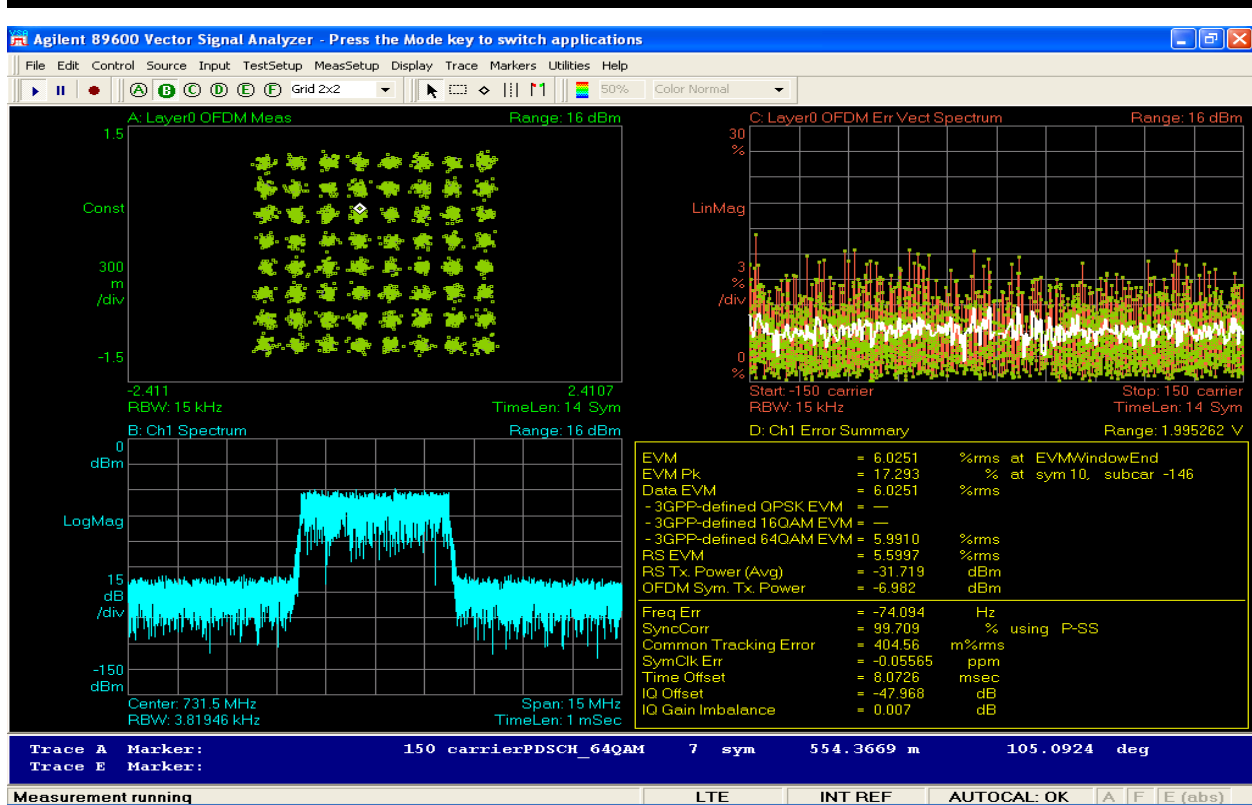 Agilent 89600 Vector Signal Analyzer - Press the Mode key to switch applications
File Edit Control Source Input TestSetup MeasSetup Display Trace Markers Utilities Help
A B C D E F Grid 2x2 50% Color Normal
A: Layer0 OFDM Meas Range: 16 dBm
1.5
Const
300
m
/div
-1.5
-2.411 2.4107
RBW: 15 kHz TimeLen: 14 Sym
C: Layer0 OFDM Err Vect Spectrum Range: 16 dBm
30
%
LinMag
3
%
/div
0
%
Start: -150 carrier Stop: 150 carrier
RBW: 15 kHz TimeLen: 14 Sym
B: Ch1 Spectrum Range: 16 dBm
0
dBm
LogMag
15
dB
/div
-150
dBm
Center: 731.5 MHz Span: 15 MHz
RBW: 3.81946 kHz TimeLen: 1 mSec
D: Ch1 Error Summary Range: 1.995262 V
EVM = 6.0251 %rms at EVMWindowEnd
EVM Pk = 17.293 % at sym 10, subcar -146
Data EVM = 6.0251 %rms
- 3GPP-defined QPSK EVM = —
- 3GPP-defined 16QAM EVM = —
- 3GPP-defined 64QAM EVM = 5.9910 %rms
RS EVM = 5.5997 %rms
RS Tx. Power (Avg) = -31.719 dBm
OFDM Sym. Tx. Power = -6.982 dBm
Freq Err = -74.094 Hz
SyncCorr = 99.709 % using P-SS
Common Tracking Error = 404.56 m%rms
SymClk Err = -0.05565 ppm
Time Offset = 8.0726 msec
IQ Offset = -47.968 dB
IQ Gain Imbalance = 0.007 dB
Trace A Marker: 150 carrierPDSCH_64QAM 7 sym 554.3669 m 105.0924 deg
Trace E Marker:
Measurement running LTE INT REF AUTOCAL: OK A F E (abs)